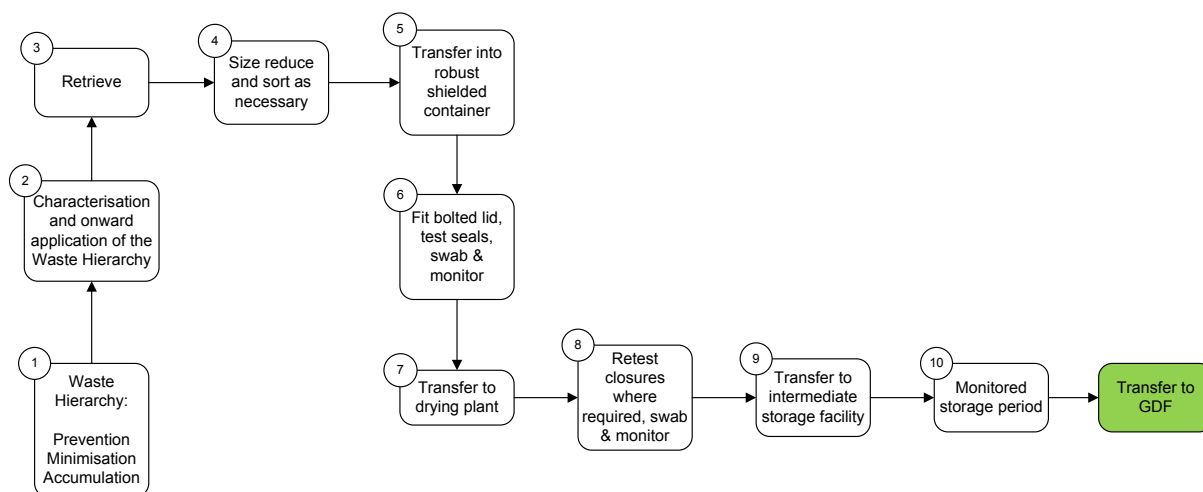 1
Waste
Hierarchy:
Prevention
Minimisation
Accumulation
2
Characterisation
and onward
application of the
Waste Hierarchy
3
Retrieve
4
Size reduce
and sort as
necessary
5
Transfer into
robust
shielded
container
6
Fit bolted lid,
test seals,
swab &
monitor
7
Transfer to
drying plant
8
Retest
closures
where
required, swab
& monitor
9
Transfer to
intermediate
storage facility
10
Monitored
storage period
Transfer to
GDF